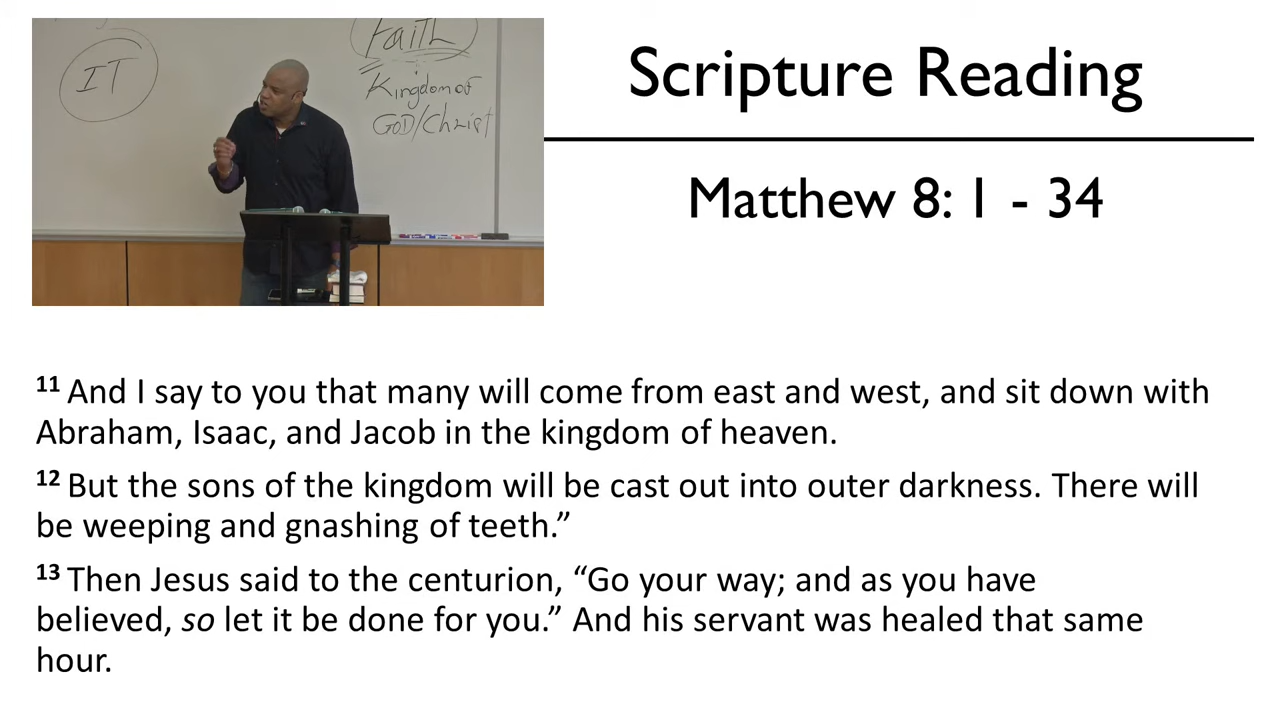 IT
Faith
Kingdom of
GOD/Christ
Scripture Reading
Matthew 8: 1 - 34
11 And I say to you that many will come from east and west, and sit down with
Abraham, Isaac, and Jacob in the kingdom of heaven.
12 But the sons of the kingdom will be cast out into outer darkness. There will
be weeping and gnashing of teeth.”
13 Then Jesus said to the centurion, “Go your way; and as you have
believed, so let it be done for you.” And his servant was healed that same
hour.